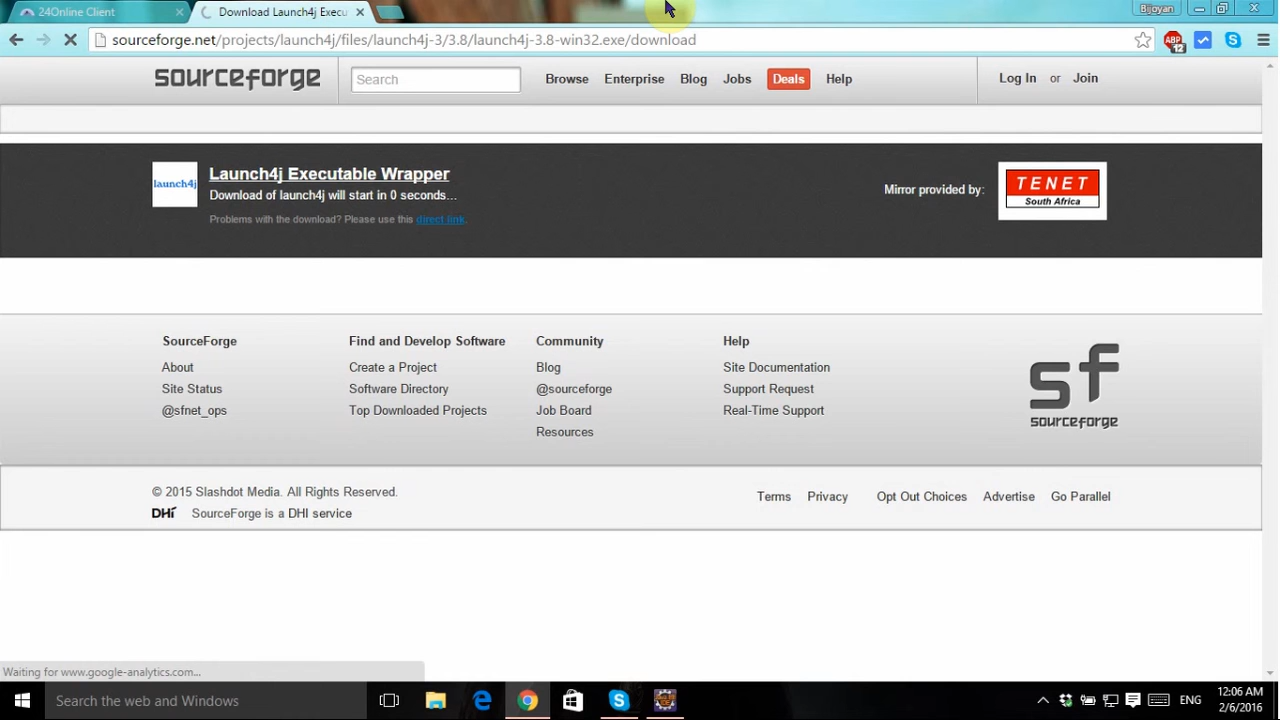 24Online Client
Download Launch4j Execu
Bijoyan
sourceforge.net/projects/launch4j/files/launch4j-3/3.8/launch4j-3.8-win32.exe/download
ABP
12
sourceforge
Search
Browse
Enterprise
Blog
Jobs
Deals
Help
Log In or Join
launch4j
Launch4j Executable Wrapper
Download of launch4j will start in 0 seconds...
Problems with the download? Please use this direct link.
Mirror provided by:
TENET
South Africa
SourceForge
About
Site Status
@sfnet_ops
Find and Develop Software
Create a Project
Software Directory
Top Downloaded Projects
Community
Blog
@sourceforge
Job Board
Resources
Help
Site Documentation
Support Request
Real-Time Support
sf
sourceforge
© 2015 Slashdot Media. All Rights Reserved.
DHI SourceForge is a DHI service
Terms
Privacy
Opt Out Choices
Advertise
Go Parallel
Waiting for www.google-analytics.com...
Search the web and Windows
ENG
12:06 AM
2/6/2016